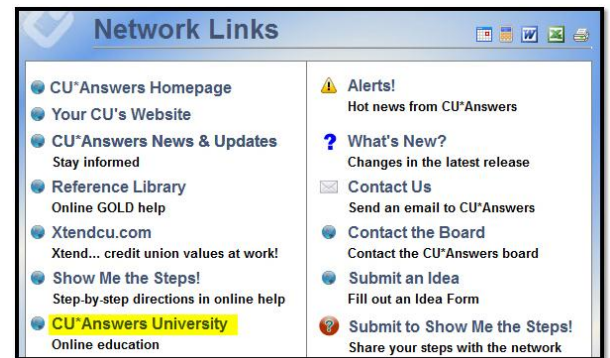 Network Links
CU*Answers Homepage
Your CU's Website
CU*Answers News & Updates
Stay informed
Reference Library
Online GOLD help
Xtendcu.com
Xtend... credit union values at work!
Show Me the Steps!
Step-by-step directions in online help
CU*Answers University
Online education
Alerts!
Hot news from CU*Answers
? What's New?
Changes in the latest release
Contact Us
Send an email to CU*Answers
Contact the Board
Contact the CU*Answers board
Submit an Idea
Fill out an Idea Form
? Submit to Show Me the Steps!
Share your steps with the network